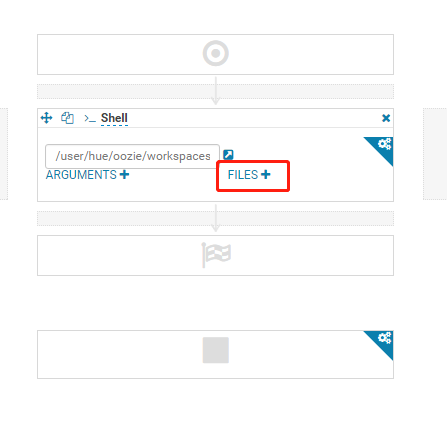 Shell
/user/hue/oozie/workspaces
ARGUMENTS +
FILES +